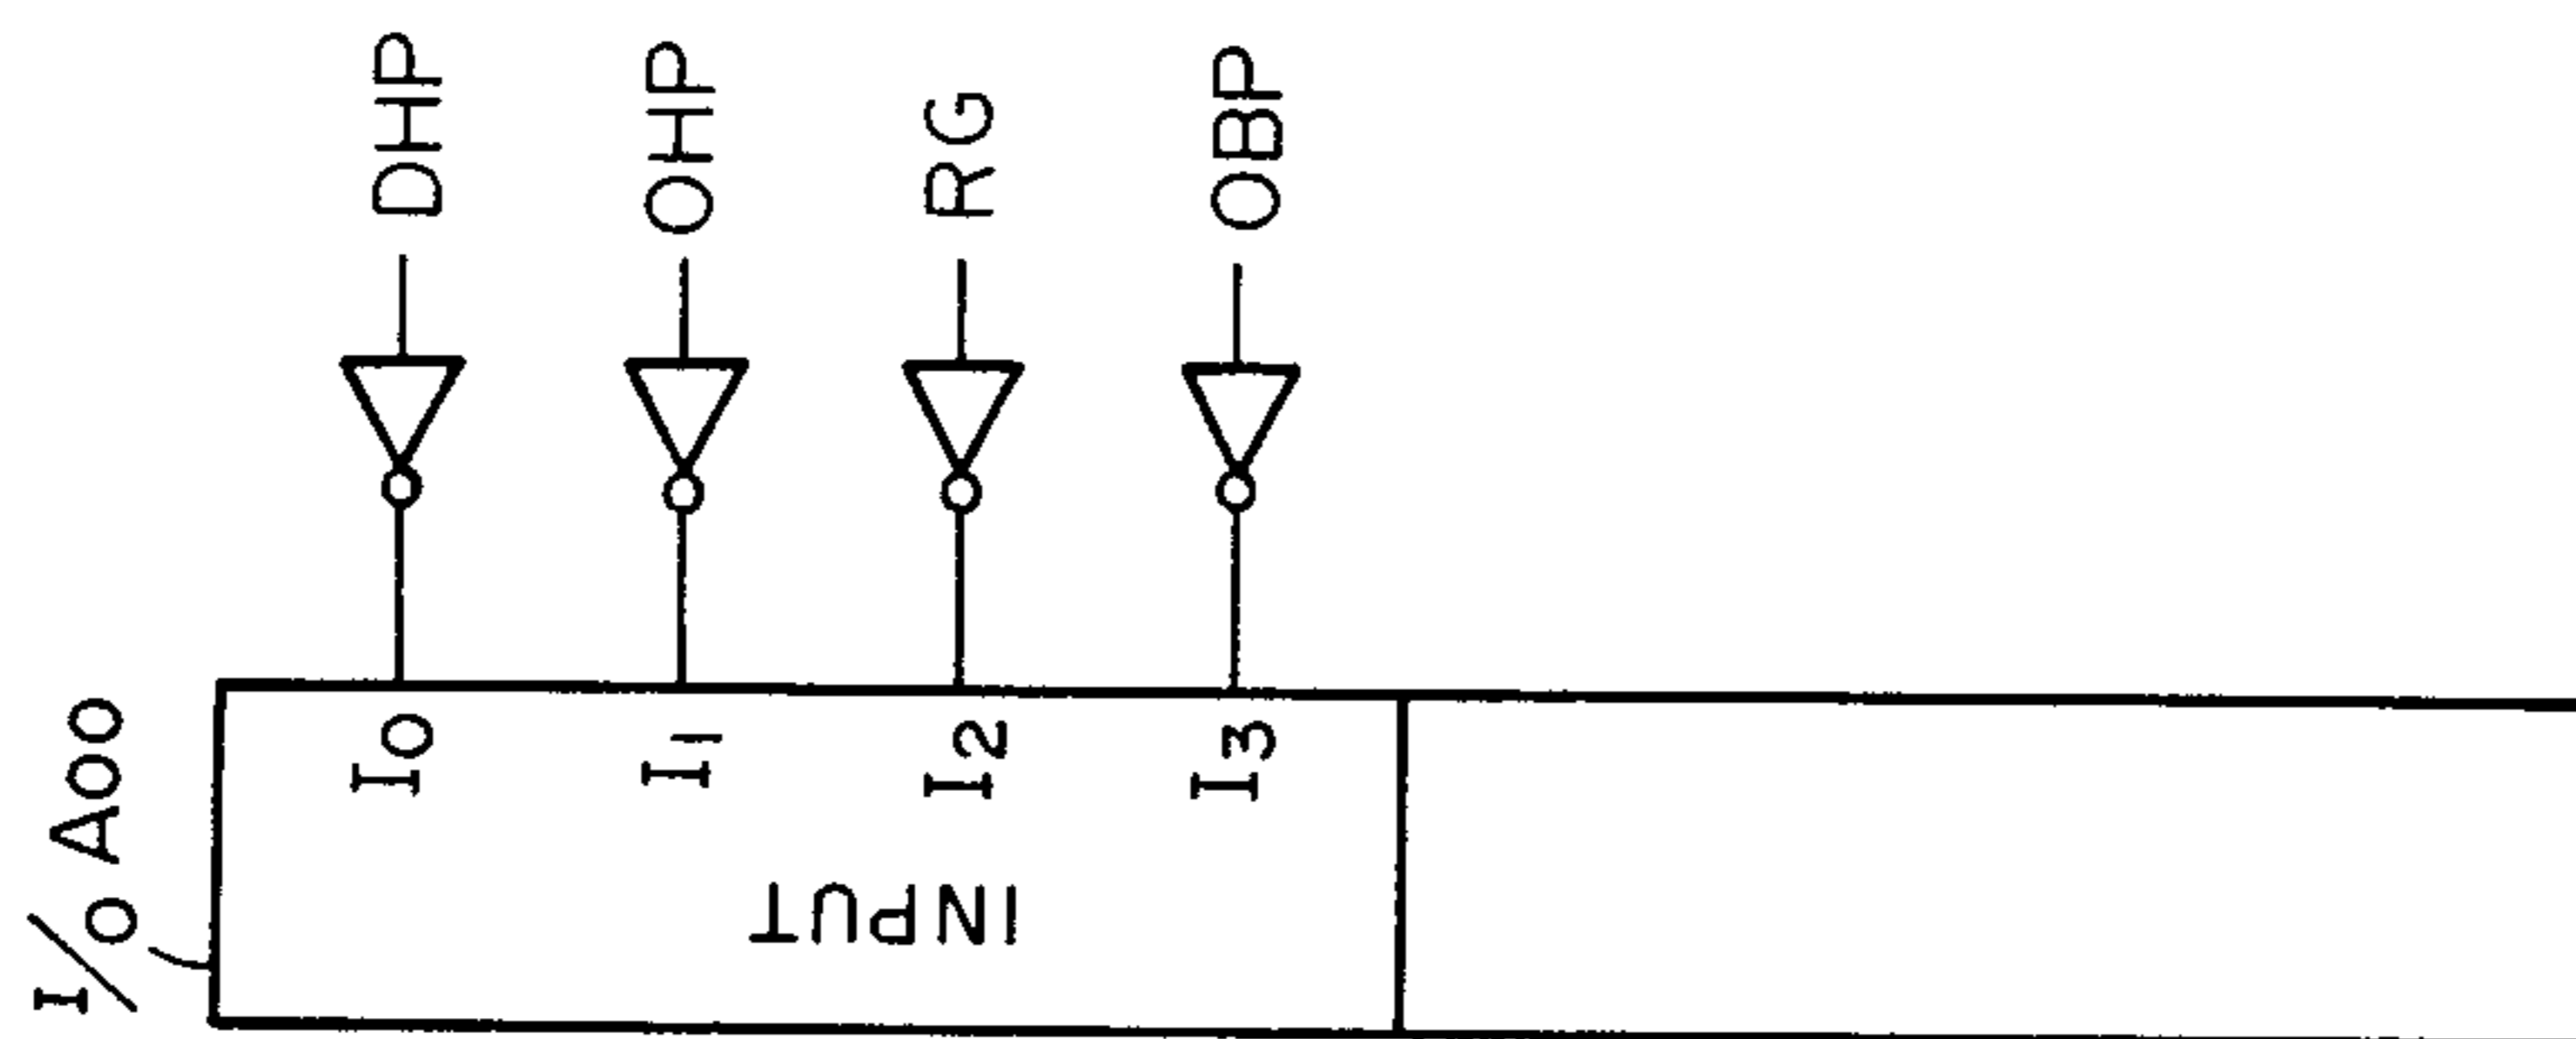 DHP
OHP
RG
OBP
I/O A00
I0
I1
I2
I3
INPUT